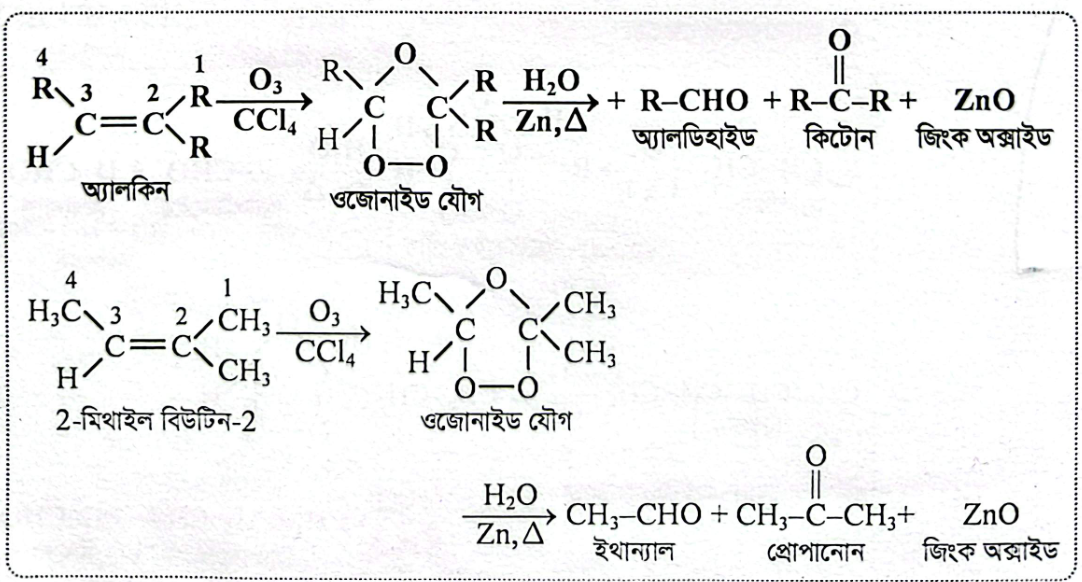 4 3 2 1
R R
C=C
H R
অ্যালকিন
O₃
CCl₄
O
R R
C C
H R
O—O
ওজোনাইড যৌগ
H₂O
Zn, Δ
+ R–CHO + R–C–R + ZnO
O
অ্যালডিহাইড কিটোন জিংক অক্সাইড
4 3 2 1
H₃C CH₃
C=C
H CH₃
2-মিথাইল বিউটিন-2
O₃
CCl₄
O
H₃C CH₃
C C
H CH₃
O—O
ওজোনাইড যৌগ
O
H₂O
Zn, Δ
CH₃–CHO + CH₃–C–CH₃+ ZnO
ইথান্যাল প্রোপানোন জিংক অক্সাইড